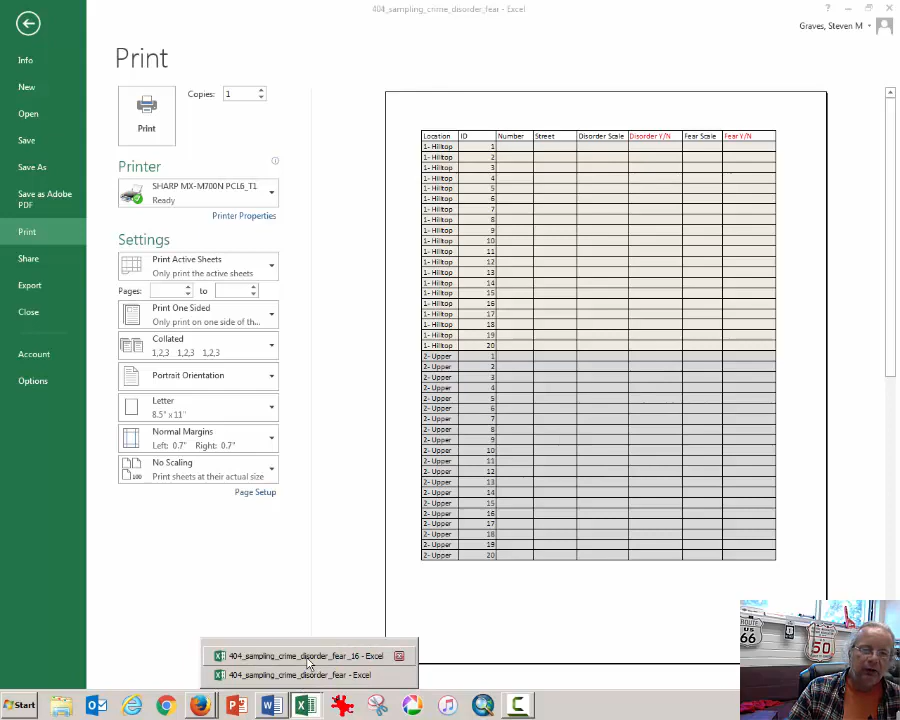 404_sampling_crime_disorder_fear - Excel
?
Graves, Steven M
Info
New
Open
Save
Save As
Save as Adobe
PDF
Print
Share
Export
Close
Account
Options
Print
Print
Copies: 1
Printer
SHARP MX-M700N PCL6_T1
Ready
Printer Properties
Settings
Print Active Sheets
Only print the active sheets
Pages: to
Print One Sided
Only print on one side of th...
Collated
1,2,3 1,2,3 1,2,3
Portrait Orientation
Letter
8.5" x 11"
Normal Margins
Left: 0.7" Right: 0.7"
No Scaling
100
Print sheets at their actual size
Page Setup
Location ID Number Street Disorder Scale Disorder Y/N Fear Scale Fear Y/N
1- Hilltop 1
1- Hilltop 2
1- Hilltop 3
1- Hilltop 4
1- Hilltop 5
1- Hilltop 6
1- Hilltop 7
1- Hilltop 8
1- Hilltop 9
1- Hilltop 10
1- Hilltop 11
1- Hilltop 12
1- Hilltop 13
1- Hilltop 14
1- Hilltop 15
1- Hilltop 16
1- Hilltop 17
1- Hilltop 18
1- Hilltop 19
1- Hilltop 20
2- Upper 1
2- Upper 2
2- Upper 3
2- Upper 4
2- Upper 5
2- Upper 6
2- Upper 7
2- Upper 8
2- Upper 9
2- Upper 10
2- Upper 11
2- Upper 12
2- Upper 13
2- Upper 14
2- Upper 15
2- Upper 16
2- Upper 17
2- Upper 18
2- Upper 19
2- Upper 20
404_sampling_crime_disorder_fear_16 - Excel
404_sampling_crime_disorder_fear - Excel
Start
ROUTE
US
66
50